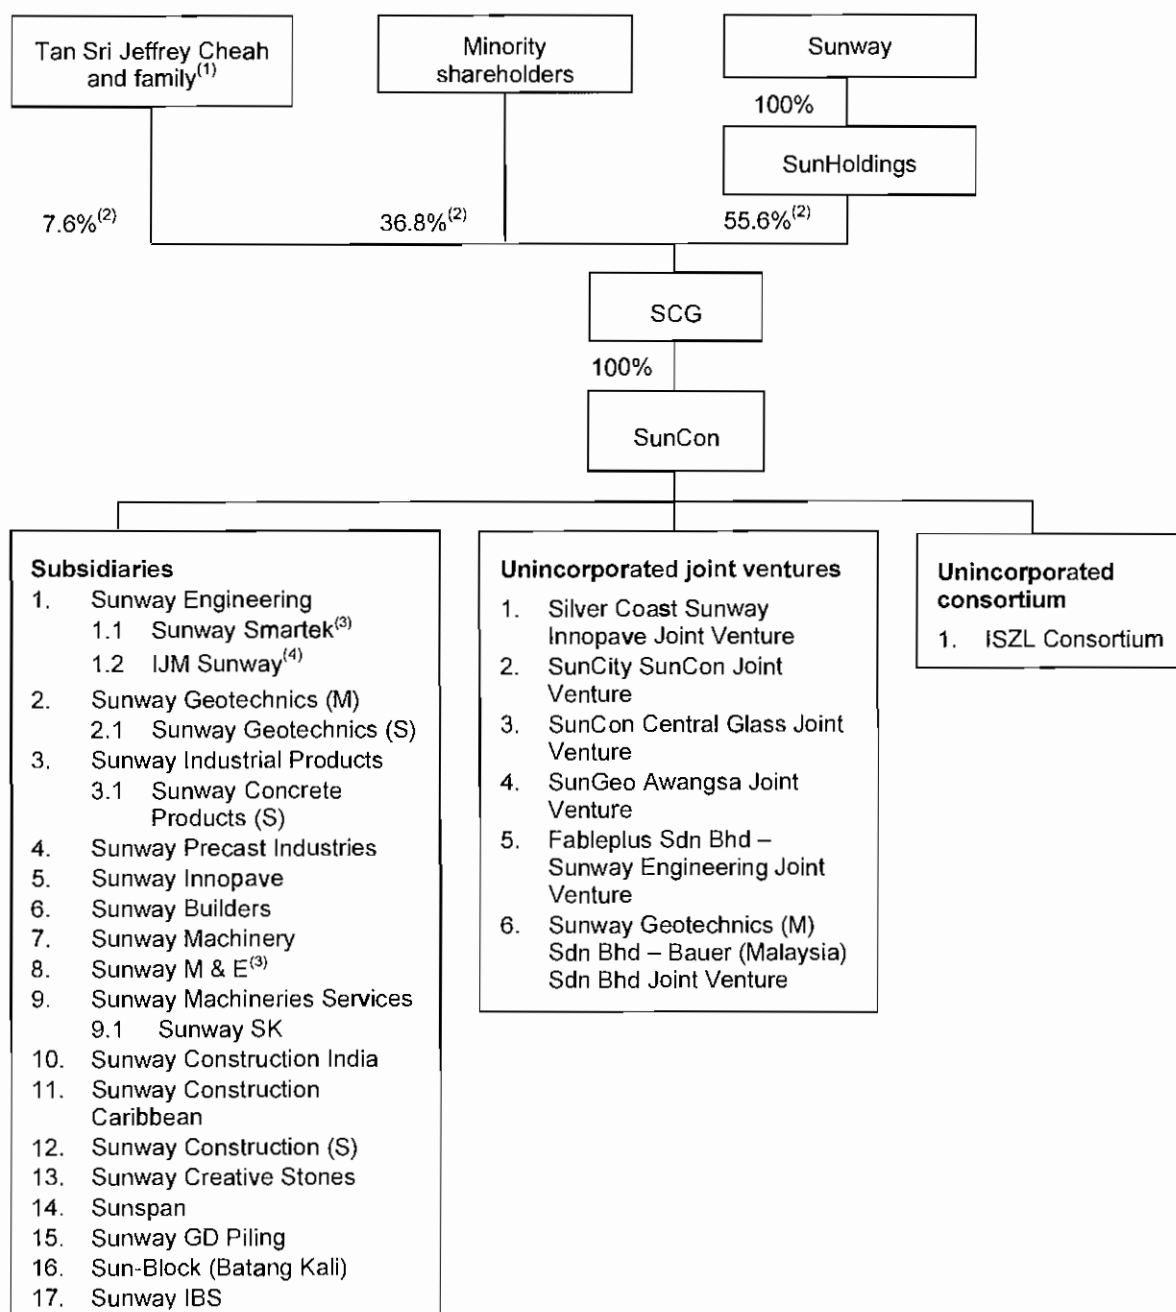 Tan Sri Jeffrey Cheah
and family(1)
Minority
shareholders
Sunway
100%
SunHoldings
7.6%(2)
36.8%(2)
55.6%(2)
SCG
100%
SunCon
Subsidiaries
1. Sunway Engineering
1.1 Sunway Smartek(3)
1.2 IJM Sunway(4)
2. Sunway Geotechnics (M)
2.1 Sunway Geotechnics (S)
3. Sunway Industrial Products
3.1 Sunway Concrete
Products (S)
4. Sunway Precast Industries
5. Sunway Innopave
6. Sunway Builders
7. Sunway Machinery
8. Sunway M & E(3)
9. Sunway Machineries Services
9.1 Sunway SK
10. Sunway Construction India
11. Sunway Construction
Caribbean
12. Sunway Construction (S)
13. Sunway Creative Stones
14. Sunspan
15. Sunway GD Piling
16. Sun-Block (Batang Kali)
17. Sunway IBS
Unincorporated joint ventures
1. Silver Coast Sunway
Innopave Joint Venture
2. SunCity SunCon Joint
Venture
3. SunCon Central Glass Joint
Venture
4. SunGeo Awangsa Joint
Venture
5. Fableplus Sdn Bhd –
Sunway Engineering Joint
Venture
6. Sunway Geotechnics (M)
Sdn Bhd – Bauer (Malaysia)
Sdn Bhd Joint Venture
Unincorporated
consortium
1. ISZL Consortium